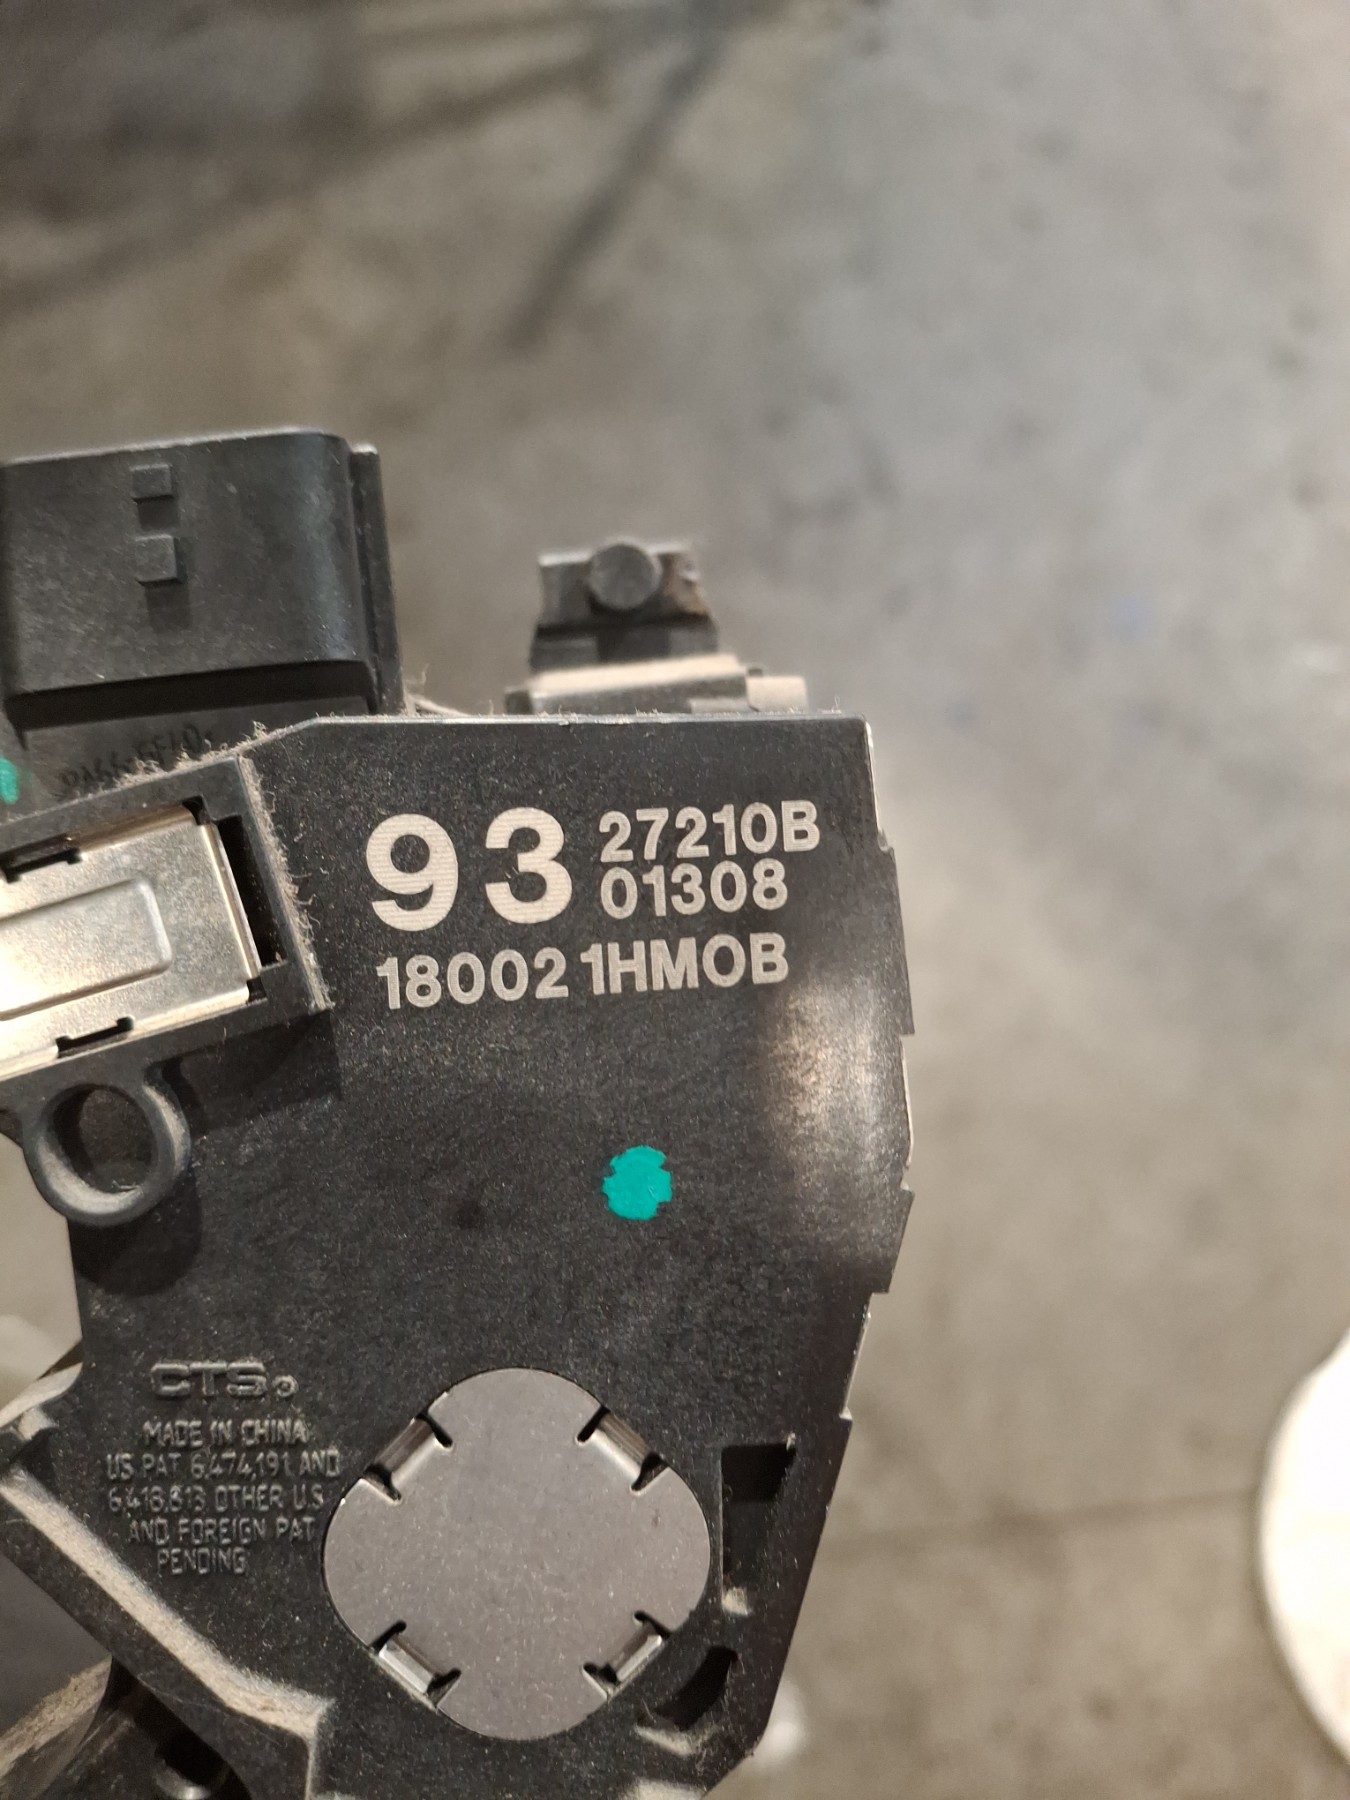 93 27210B
01308
18002 1HM0B
CTS
MADE IN CHINA
US PAT 6,474,191 AND
6,418,813 OTHER U.S
AND FOREIGN PAT
PENDING